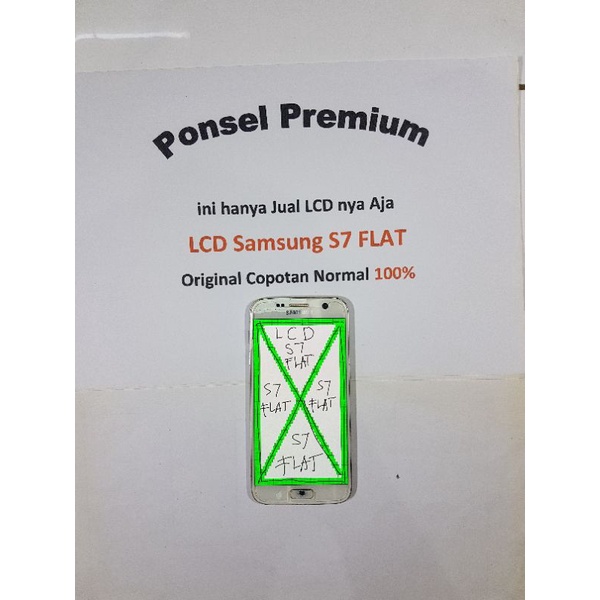 Ponsel Premium
ini hanya Jual LCD nya Aja
LCD Samsung S7 FLAT
Original Copotan Normal 100%
SAMSUNG
LCD
S7
FLAT
S7
FLAT
S7
FLAT
S7
FLAT